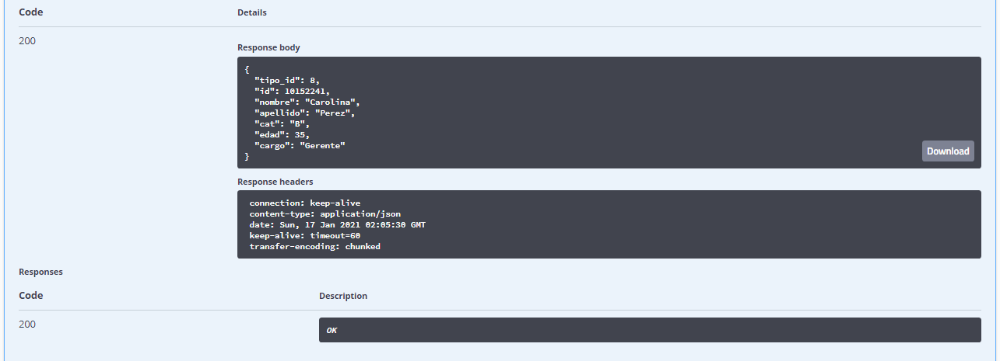 Code Details
200
Response body
{
  "tipo_id": 8,
  "id": 10152241,
  "nombre": "Carolina",
  "apellido": "Perez",
  "cat": "B",
  "edad": 35,
  "cargo": "Gerente"
}
Download
Response headers
connection: keep-alive
content-type: application/json
date: Sun, 17 Jan 2021 02:05:30 GMT
keep-alive: timeout=60
transfer-encoding: chunked
Responses
Code Description
200
OK